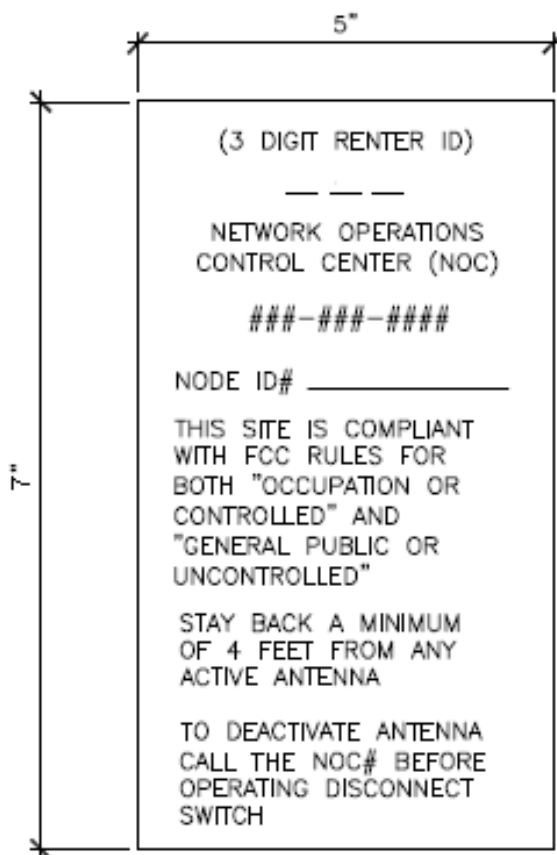 5"
7"
(3 DIGIT RENTER ID)
NETWORK OPERATIONS
CONTROL CENTER (NOC)
###-###-####
NODE ID# ____________
THIS SITE IS COMPLIANT
WITH FCC RULES FOR
BOTH "OCCUPATION OR
CONTROLLED" AND
"GENERAL PUBLIC OR
UNCONTROLLED"
STAY BACK A MINIMUM
OF 4 FEET FROM ANY
ACTIVE ANTENNA
TO DEACTIVATE ANTENNA
CALL THE NOC# BEFORE
OPERATING DISCONNECT
SWITCH